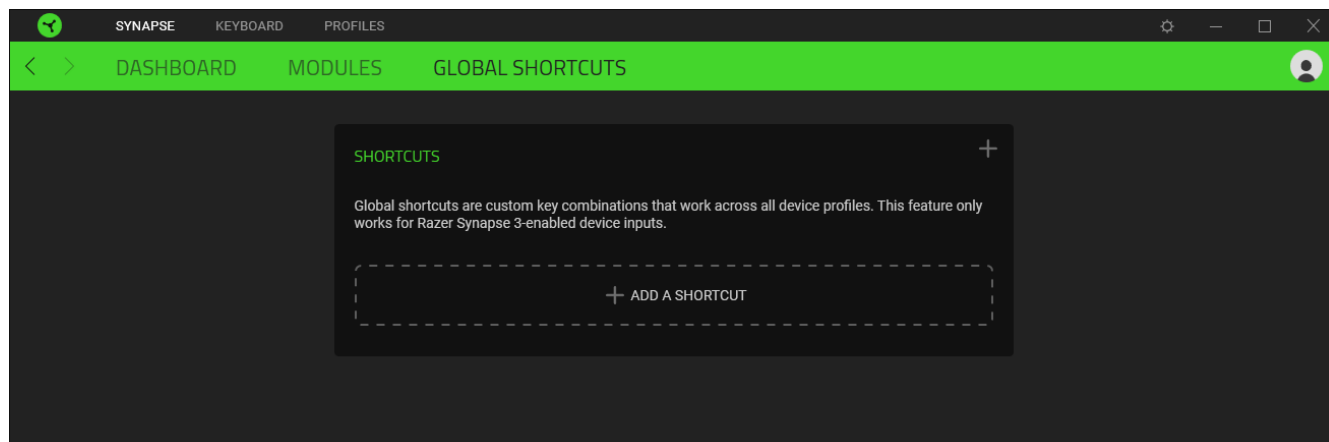 SYNAPSE KEYBOARD PROFILES
DASHBOARD MODULES GLOBAL SHORTCUTS
SHORTCUTS
Global shortcuts are custom key combinations that work across all device profiles. This feature only
works for Razer Synapse 3-enabled device inputs.
ADD A SHORTCUT